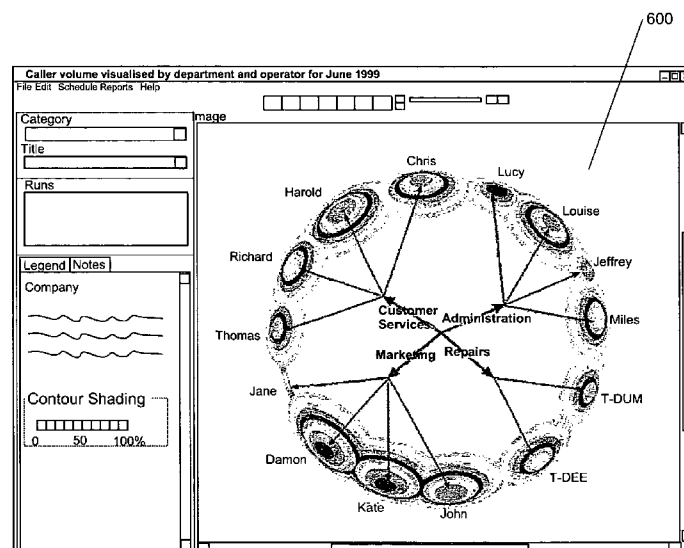 600
Caller volume visualised by department and operator for June 1999
File Edit Schedule Reports Help
Image
Category
Title
Runs
Legend Notes
Company
Contour Shading
0 50 100%
Chris
Lucy
Harold
Louise
Richard
Jeffrey
Customer Services
Administration
Thomas
Miles
Marketing
Repairs
Jane
T-DUM
Damon
T-DEE
Kate
John